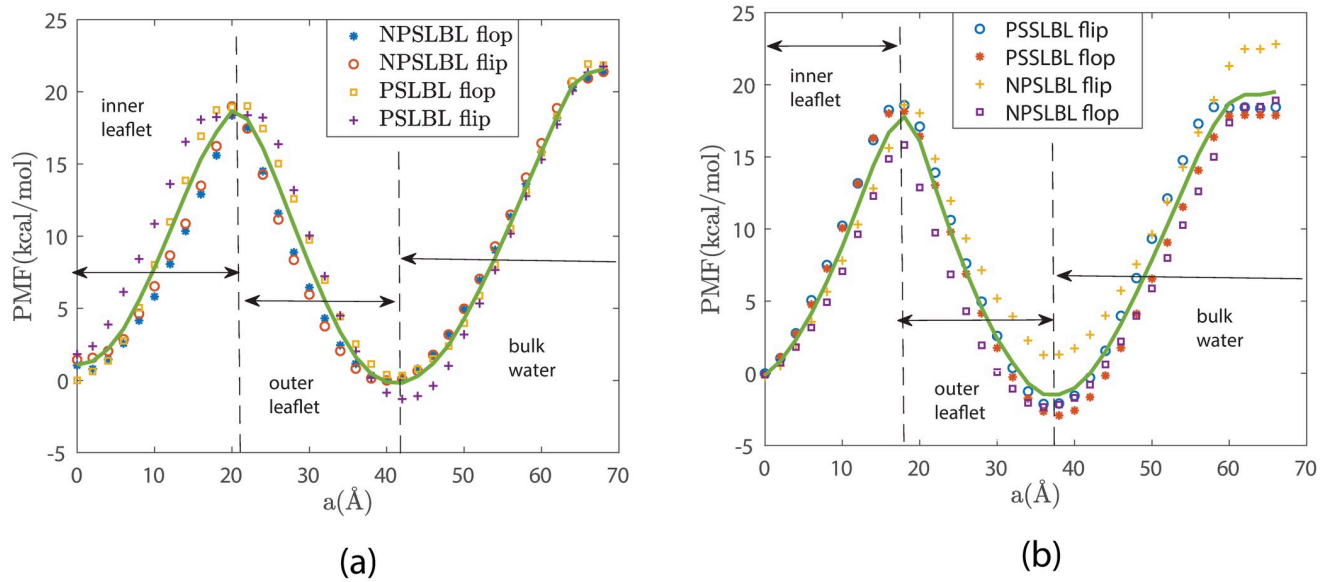 25
20
15
10
5
0
-5
PMF(kcal/mol)
NPSLBL flop
NPSLBL flip
PSLBL flop
PSLBL flip
inner
leaflet
outer
leaflet
bulk
water
0 10 20 30 40 50 60 70
a(Å)
(a)
25
20
15
10
5
0
-5
PMF(kcal/mol)
PSSLBL flip
PSSLBL flop
NPSLBL flip
NPSLBL flop
inner
leaflet
outer
leaflet
bulk
water
0 10 20 30 40 50 60 70
a(Å)
(b)